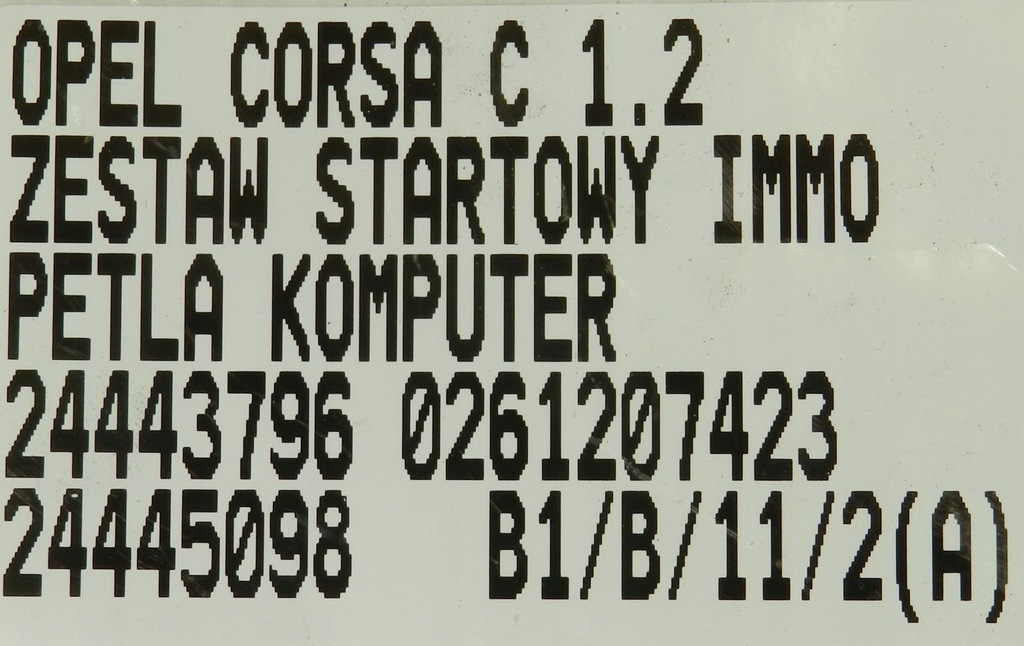 OPEL CORSA C 1.2
ZESTAW STARTOWY IMMO
PETLA KOMPUTER
24443796 0261207423
24445098 B1/B/11/2(A)